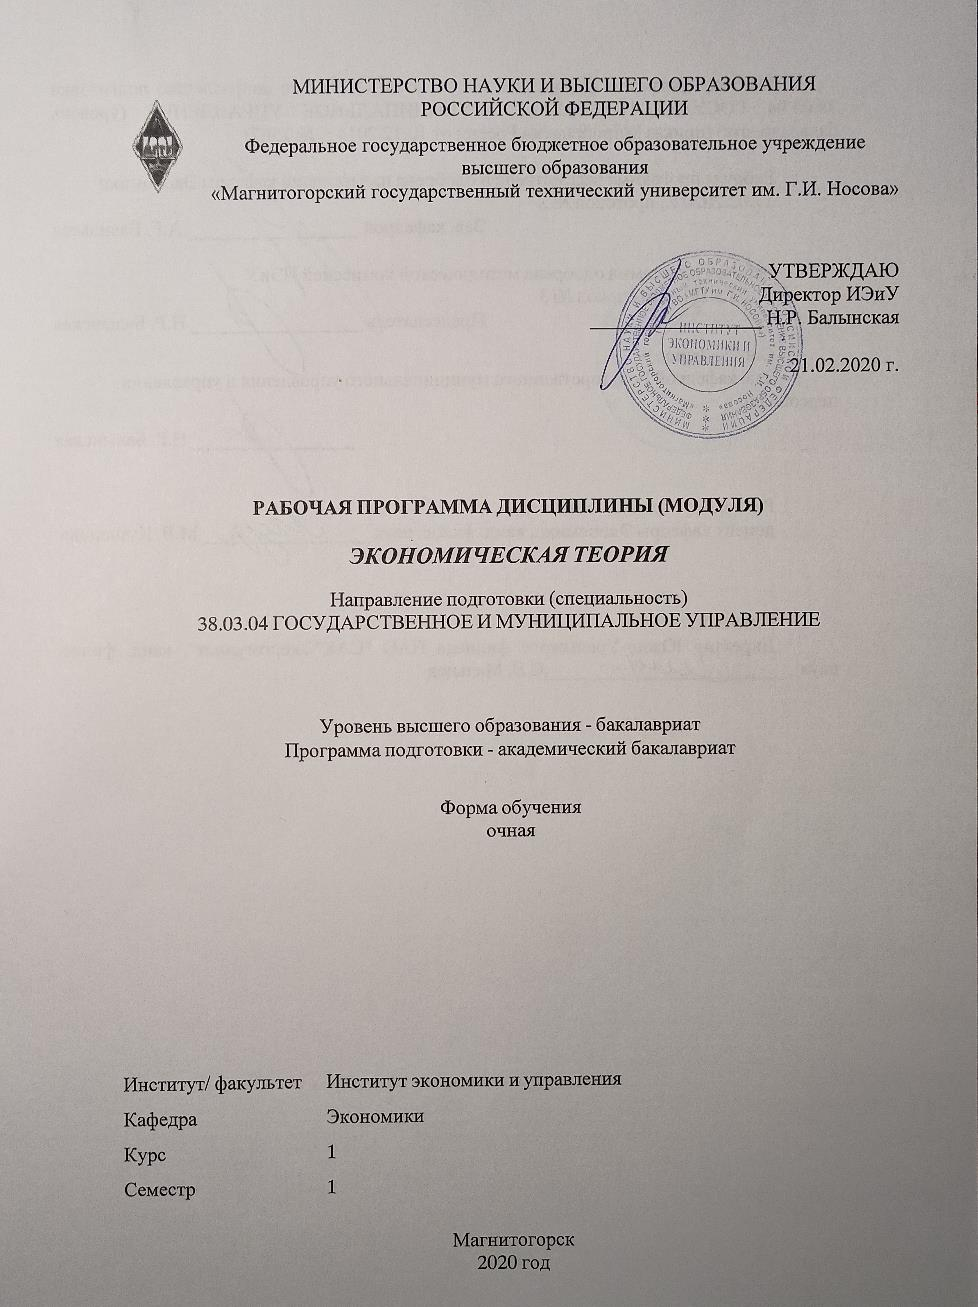 МИНИСТЕРСТВО НАУКИ И ВЫСШЕГО ОБРАЗОВАНИЯ
РОССИЙСКОЙ ФЕДЕРАЦИИ
Федеральное государственное бюджетное образовательное учреждение
высшего образования
«Магнитогорский государственный технический университет им. Г.И. Носова»
УТВЕРЖДАЮ
Директор ИЭиУ
Н.Р. Балынская
ИНСТИТУТ
ЭКОНОМИКИ И
УПРАВЛЕНИЯ
21.02.2020 г.
РАБОЧАЯ ПРОГРАММА ДИСЦИПЛИНЫ (МОДУЛЯ)
ЭКОНОМИЧЕСКАЯ ТЕОРИЯ
Направление подготовки (специальность)
38.03.04 ГОСУДАРСТВЕННОЕ И МУНИЦИПАЛЬНОЕ УПРАВЛЕНИЕ
Уровень высшего образования - бакалавриат
Программа подготовки - академический бакалавриат
Форма обучения
очная
Институт/ факультет Институт экономики и управления
Кафедра Экономики
Курс 1
Семестр 1
Магнитогорск
2020 год